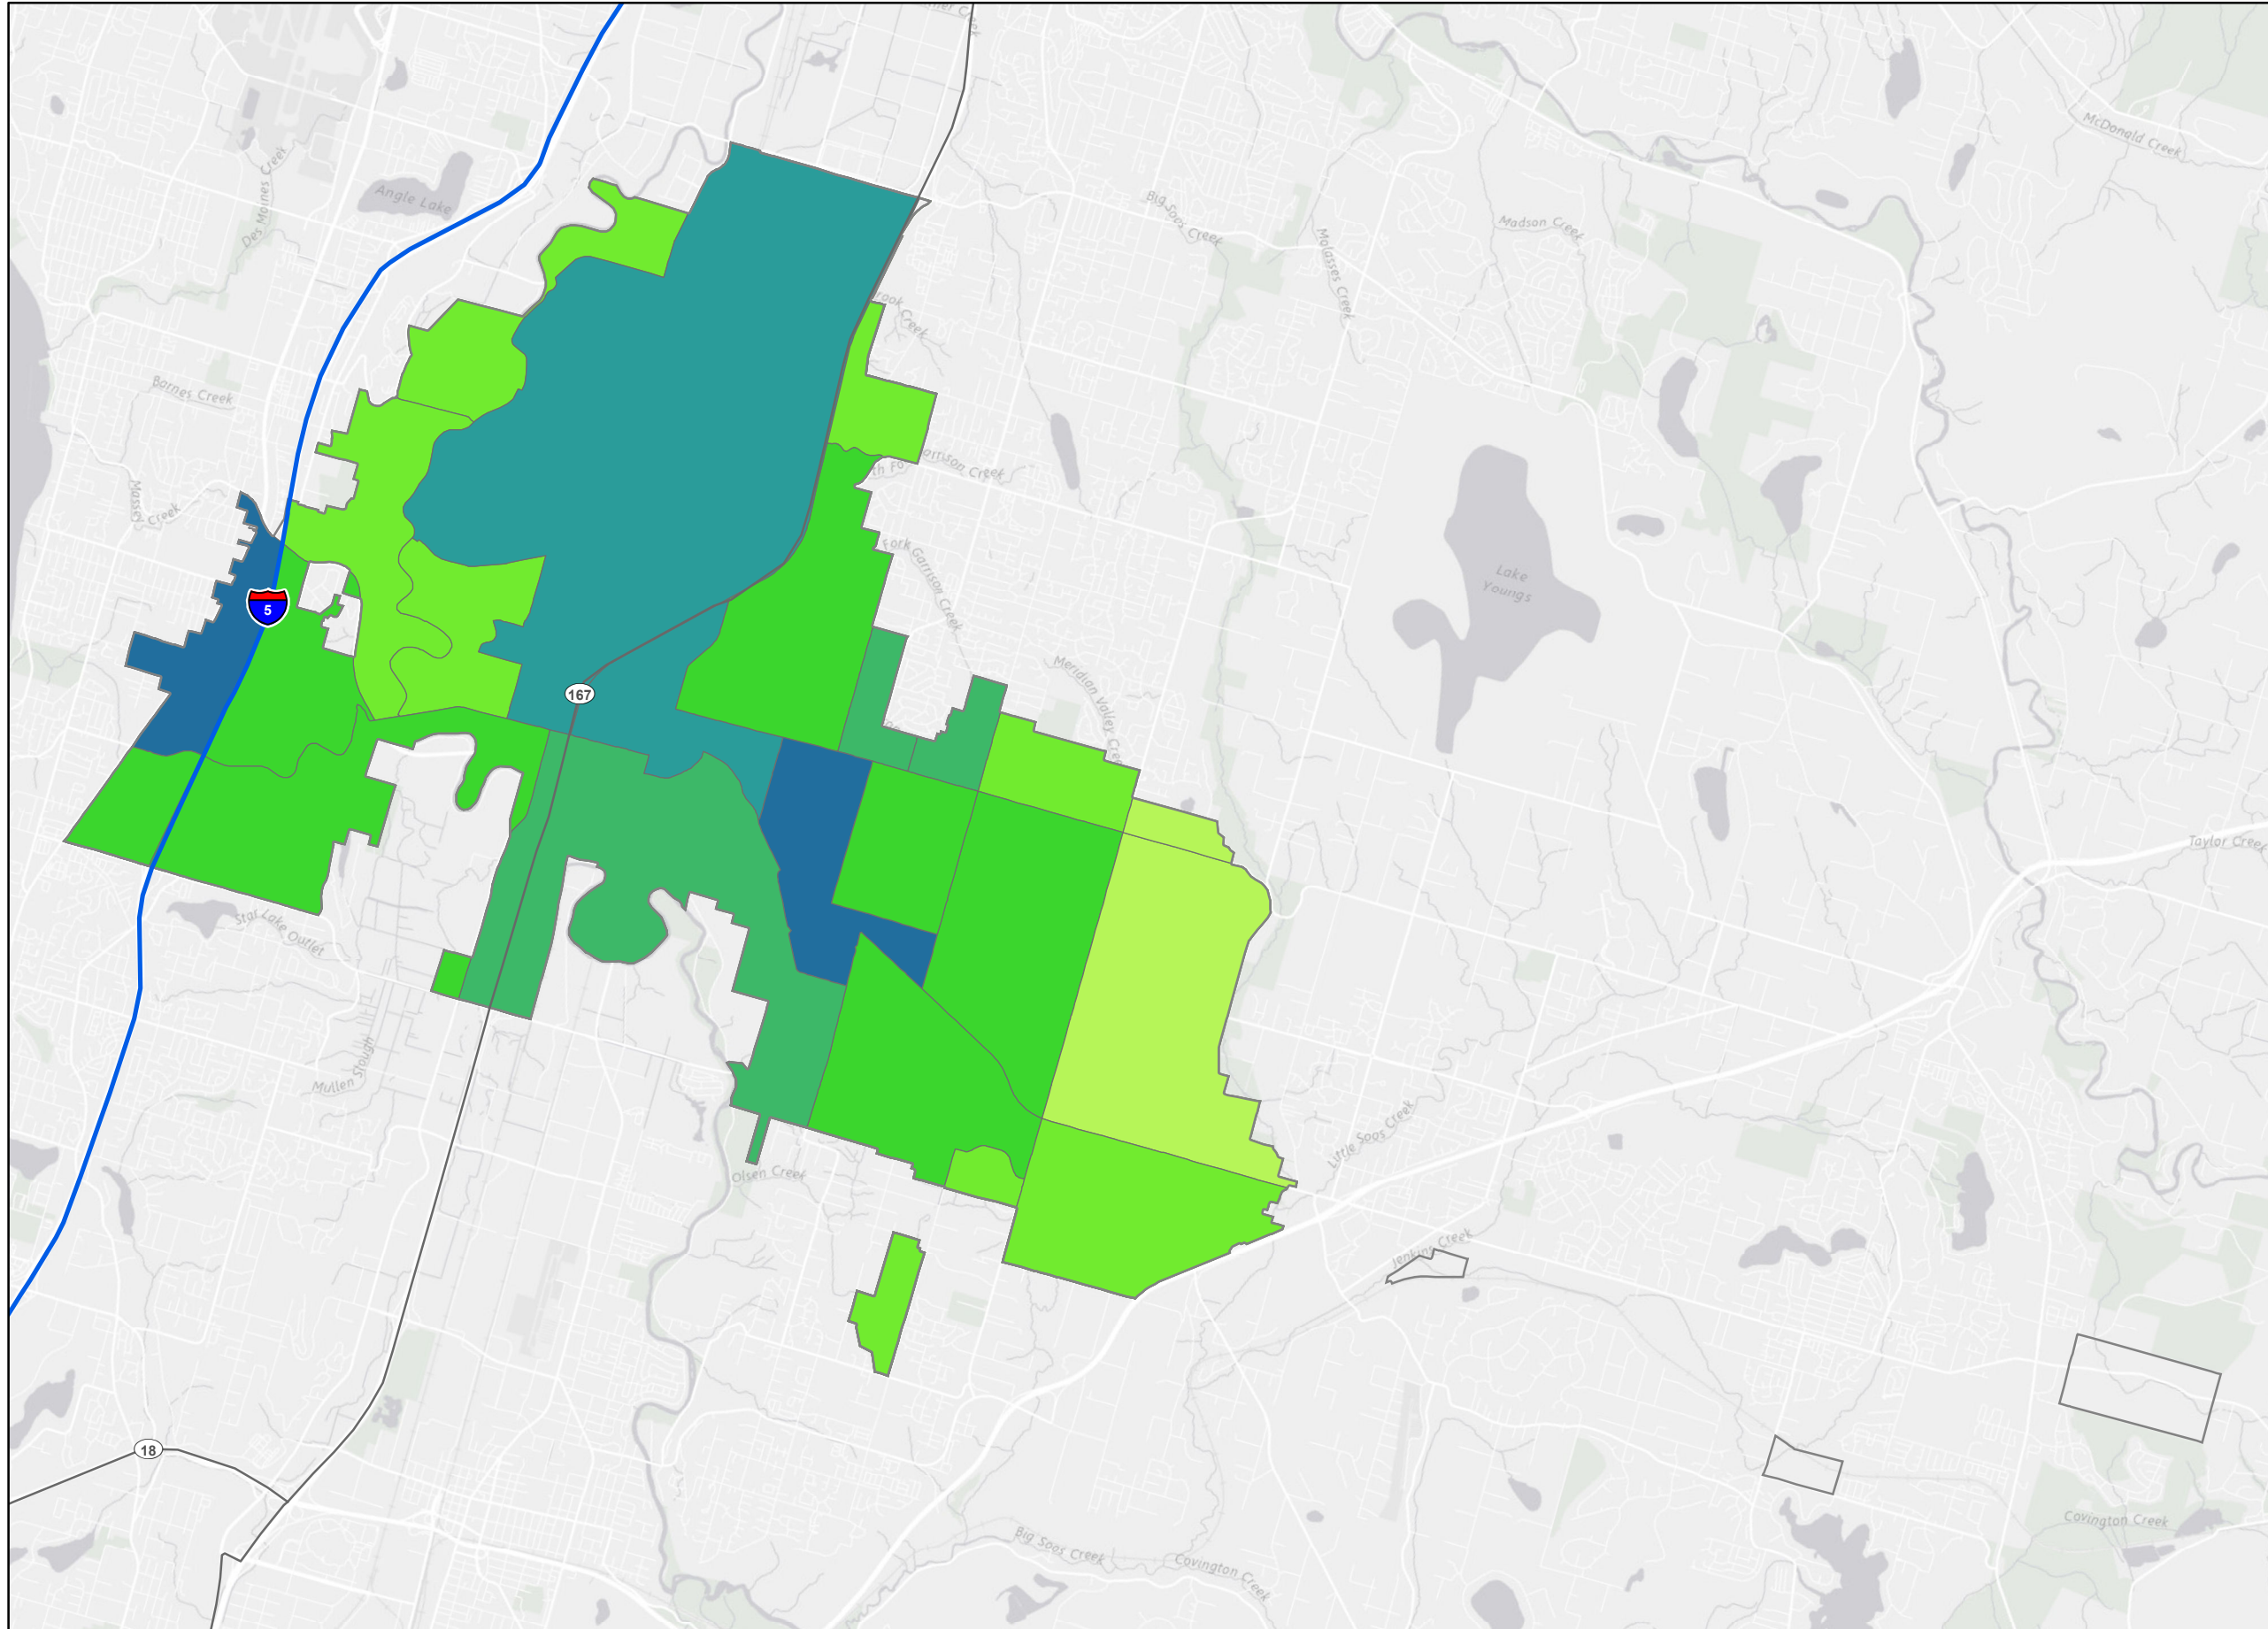 McDonald Creek
Angle Lake
Des Moines Creek
Big Soos Creek
Madson Creek
Molasses Creek
Creek
Barnes Creek
Garrison Creek
Massey Creek
Fork Garrison Creek
Lake
Youngs
5
Meridian Valley Creek
167
Taylor Creek
Star Lake Outlet
Mullen Slough
Little Soos Creek
Olsen Creek
Jenkins Creek
18
Covington Creek
Big Soos Creek
Covington Creek